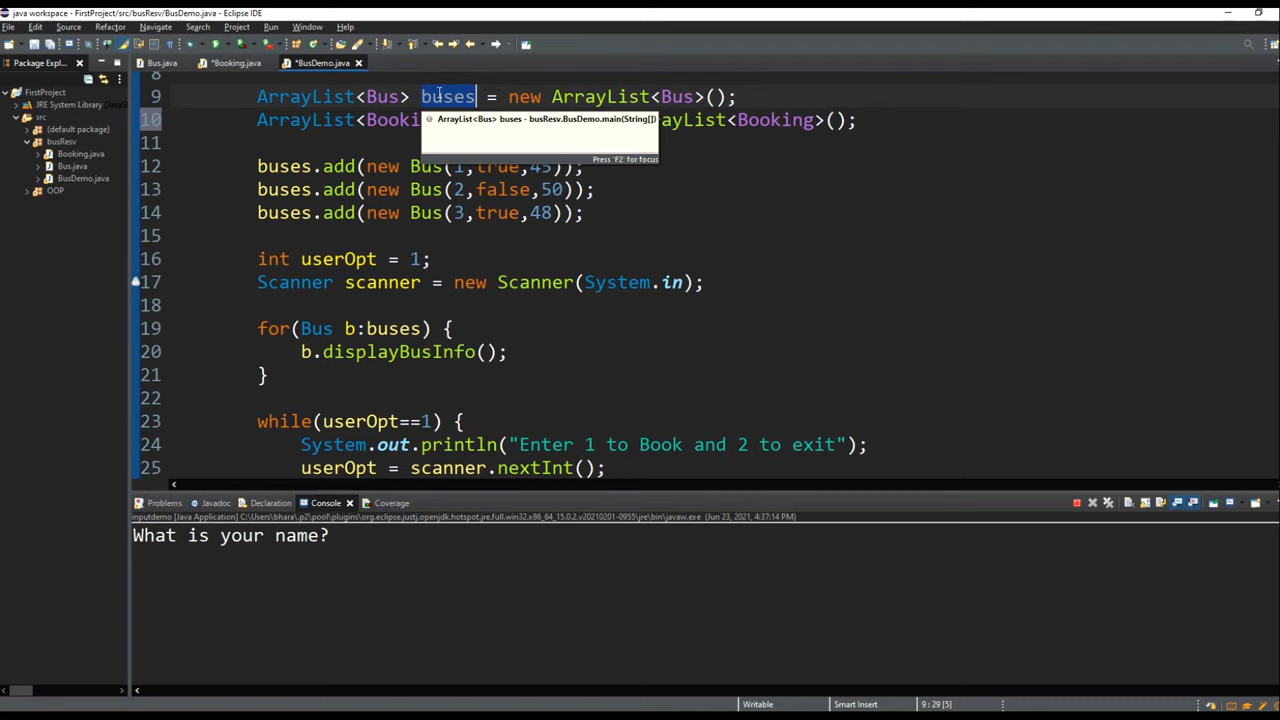 java workspace - FirstProject/src/busResv/BusDemo.java - Eclipse IDE
File Edit Source Refactor Navigate Search Project Run Window Help
Package Expl...
Bus.java *Booking.java *BusDemo.java
FirstProject
JRE System Library
src
(default package)
busResv
Booking.java
Bus.java
BusDemo.java
OOP
8
9 ArrayList<Bus> buses = new ArrayList<Bus>();
10 ArrayList<Booki ayList<Booking>();
ArrayList<Bus> buses - busResv.BusDemo.main(String[])
Press 'F2' for focus
12 buses.add(new Bus(1,true,45));
13 buses.add(new Bus(2,false,50));
14 buses.add(new Bus(3,true,48));
15
16 int userOpt = 1;
17 Scanner scanner = new Scanner(System.in);
18
19 for(Bus b:buses) {
20 b.displayBusInfo();
21 }
22
23 while(userOpt==1) {
24 System.out.println("Enter 1 to Book and 2 to exit");
25 userOpt = scanner.nextInt();
Problems Javadoc Declaration Console Coverage
inputdemo [Java Application] C:\Users\bhara\.p2\pool\plugins\org.eclipse.justj.openjdk.hotspot.jre.full.win32.x86_64_15.0.2.v20210201-0955\jre\bin\javaw.exe (Jun 23, 2021, 4:37:14 PM)
What is your name?
Writable Smart Insert 9 : 29 [5]